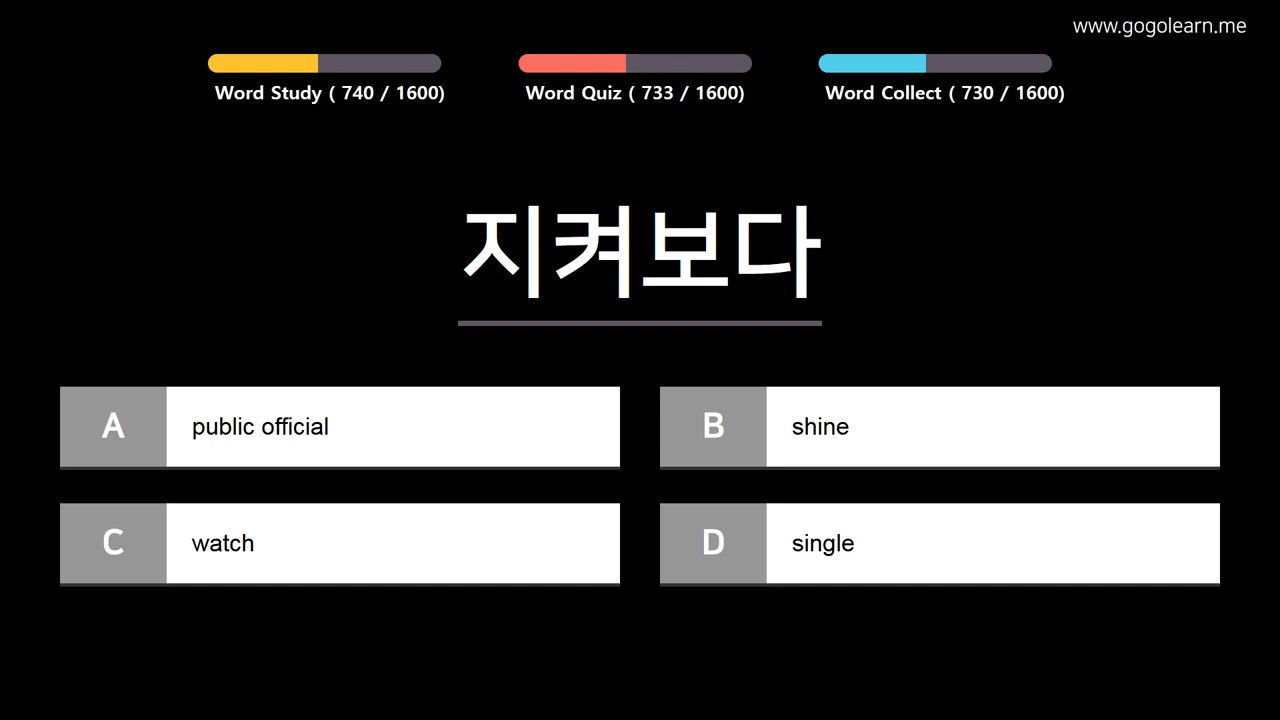 www.gogolearn.me
Word Study ( 740 / 1600)
Word Quiz ( 733 / 1600)
Word Collect ( 730 / 1600)
지켜보다
A public official
B shine
C watch
D single